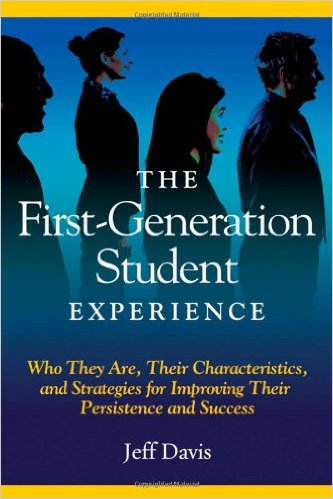 THE
First-Generation
Student
EXPERIENCE
Who They Are, Their Characteristics,
and Strategies for Improving Their
Persistence and Success
Jeff Davis